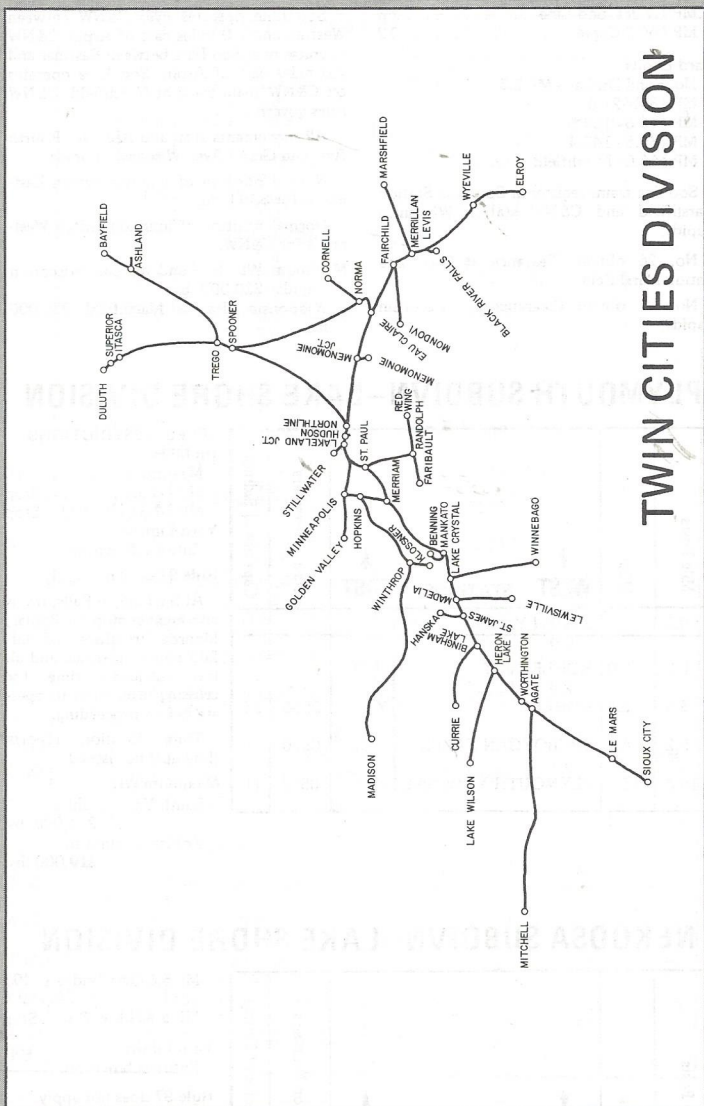 TWIN CITIES DIVISION
DULUTH
SUPERIOR
ITASCA
BAYFIELD
ASHLAND
TREGO
SPOONER
CORNELL
NORMA
MARSHFIELD
FAIRCHILD
MERRILLAN
LEVIS
WYEVILLE
ELROY
BLACK RIVER FALLS
MONDOVI
EAU CLAIRE
MENOMONIE
JCT.
MENOMONIE
NORTHLINE
HUDSON
LAKELAND JCT.
STILLWATER
ST. PAUL
RED
WING
RANDOLPH
FARIBAULT
MINNEAPOLIS
GOLDEN VALLEY
HOPKINS
MERRIAM
WINTHROP
KLOSSNER
BENNING
MANKATO
LAKE CRYSTAL
WINNEBAGO
MADELIA
LEWISVILLE
ST. JAMES
HANSKA
BINGHAM
LAKE
HERON
LAKE
MADISON
CURRIE
LAKE WILSON
WORTHINGTON
AGATE
MITCHELL
LE MARS
SIOUX CITY